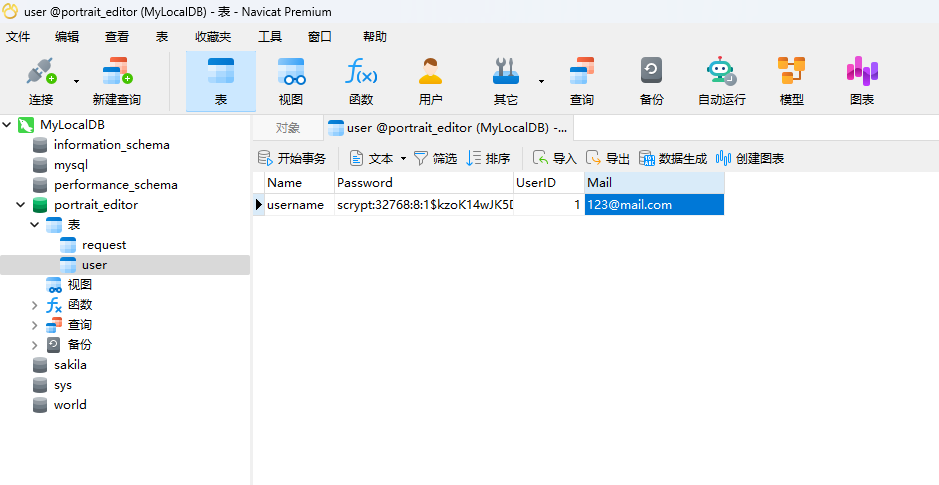 user @portrait_editor (MyLocalDB) - 表 - Navicat Premium
文件 编辑 查看 表 收藏夹 工具 窗口 帮助
连接 新建查询 表 视图 函数 用户 其它 查询 备份 自动运行 模型 图表
MyLocalDB
information_schema
mysql
performance_schema
portrait_editor
表
request
user
视图
函数
查询
备份
sakila
sys
world
对象 user @portrait_editor (MyLocalDB) -...
开始事务 文本 筛选 排序 导入 导出 数据生成 创建图表
Name Password UserID Mail
username scrypt:32768:8:1$kzoK14wJK5D 1 123@mail.com